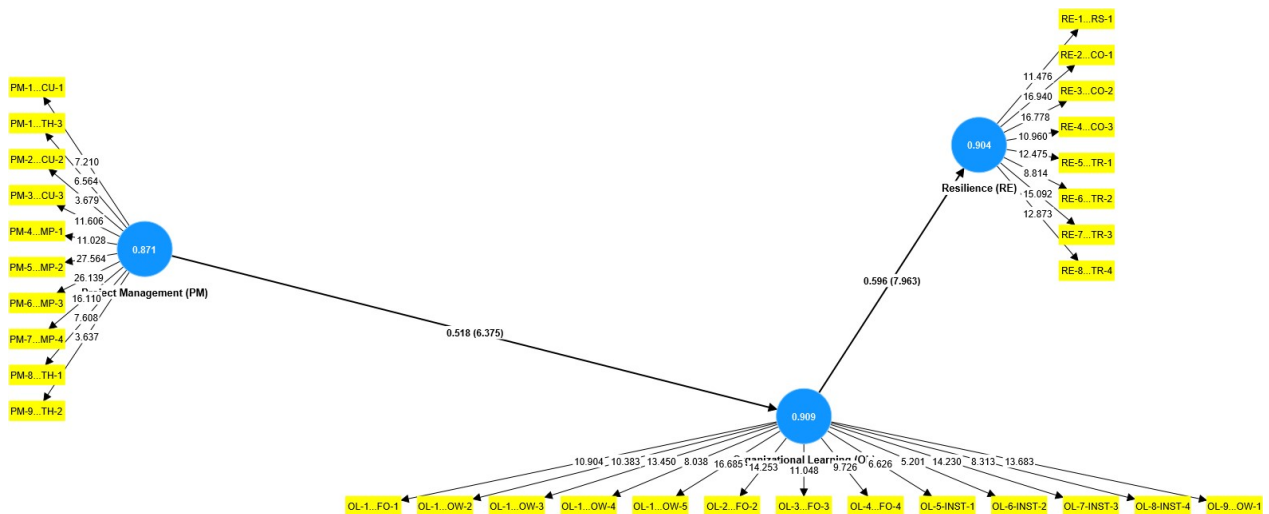 RE-1...RS-1
RE-2...CO-1
RE-3...CO-2
RE-4...CO-3
RE-5...TR-1
RE-6...TR-2
RE-7...TR-3
RE-8...TR-4
11.476
16.940
16.778
10.960
12.475
8.814
15.092
12.873
0.904
Resilience (RE)
PM-1...CU-1
PM-1...TH-3
PM-2...CU-2
PM-3...CU-3
PM-4...MP-1
PM-5...MP-2
PM-6...MP-3
PM-7...MP-4
PM-8...TH-1
PM-9...TH-2
7.210
6.564
3.679
11.606
11.028
27.564
26.139
16.110
7.608
3.637
0.871
Project Management (PM)
0.596 (7.963)
0.518 (6.375)
0.909
Organizational Learning (OL)
10.904
10.383
13.450
8.038
16.685
14.253
11.048
9.726
6.626
5.201
14.230
8.313
13.683
OL-1...FO-1
OL-1...OW-2
OL-1...OW-3
OL-1...OW-4
OL-1...OW-5
OL-2...FO-2
OL-3...FO-3
OL-4...FO-4
OL-5-INST-1
OL-6-INST-2
OL-7-INST-3
OL-8-INST-4
OL-9...OW-1